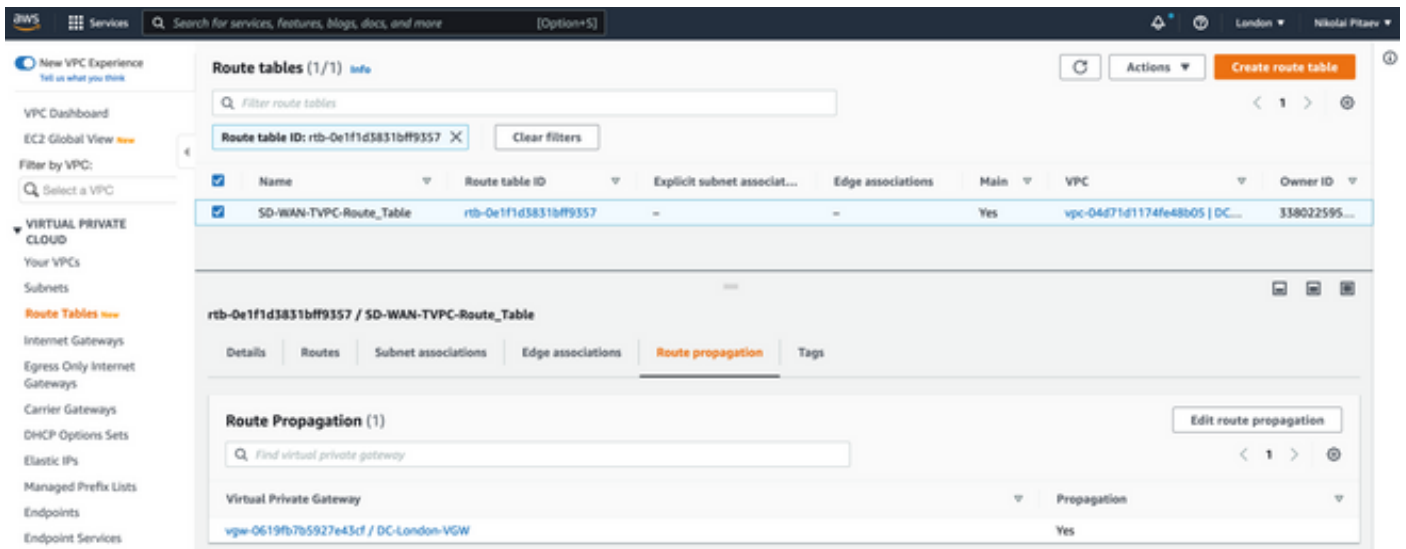 aws Services Search for services, features, blogs, docs, and more [Option+S] London ▼ Nikolai Pitaev ▼
New VPC Experience
Tell us what you think
VPC Dashboard
EC2 Global View New
Filter by VPC:
Select a VPC
VIRTUAL PRIVATE
CLOUD
Your VPCs
Subnets
Route Tables New
Internet Gateways
Egress Only Internet
Gateways
Carrier Gateways
DHCP Options Sets
Elastic IPs
Managed Prefix Lists
Endpoints
Endpoint Services
Route tables (1/1) Info
Actions ▼ Create route table
Filter route tables
< 1 >
Route table ID: rtb-0e1f1d3831bff9357 X Clear filters
Name Route table ID Explicit subnet associat... Edge associations Main VPC Owner ID
SD-WAN-TVPC-Route_Table rtb-0e1f1d3831bff9357 – – Yes vpc-04d71d1174fe48b05 | DC... 338022595...
rtb-0e1f1d3831bff9357 / SD-WAN-TVPC-Route_Table
Details Routes Subnet associations Edge associations Route propagation Tags
Route Propagation (1)
Edit route propagation
Find virtual private gateway
< 1 >
Virtual Private Gateway Propagation
vgw-0619fb7b5927e43cf / DC-London-VGW Yes